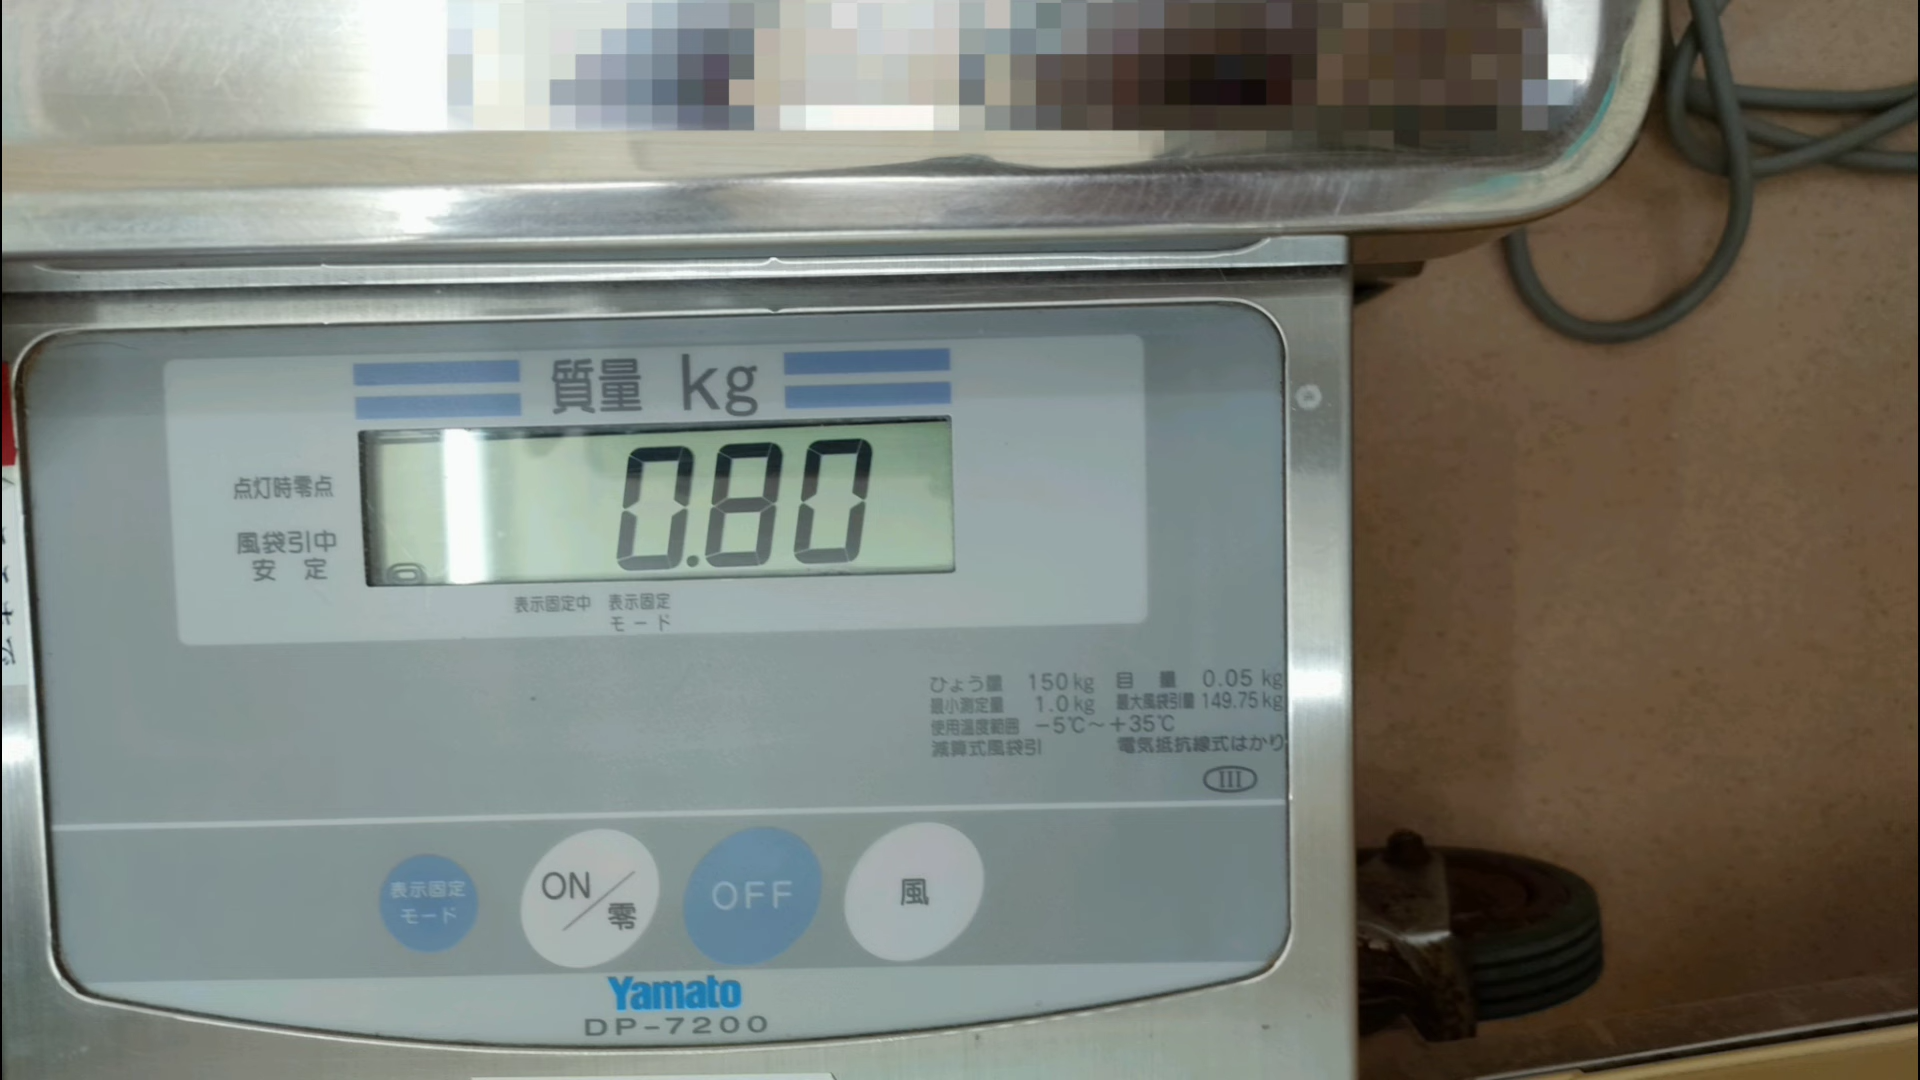 質量 kg
0.80
点灯時零点
風袋引中
安 定
表示固定中 表示固定
モード
ひょう量 150kg 目 量 0.05 kg
最小測定量 1.0kg 最大風袋引量 149.75kg
使用温度範囲 −5℃～+35℃
減算式風袋引 電気抵抗線式はかり
III
表示固定
モード
ON/零
OFF
風
Yamato
DP-7200